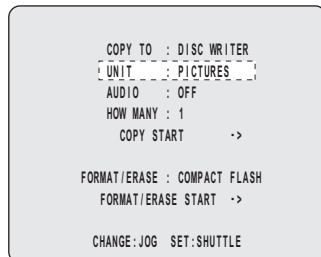 COPY TO : DISC WRITER
UNIT : PICTURES
AUDIO : OFF
HOW MANY : 1
COPY START ->
FORMAT/ERASE : COMPACT FLASH
FORMAT/ERASE START ->
CHANGE:JOG SET:SHUTTLE